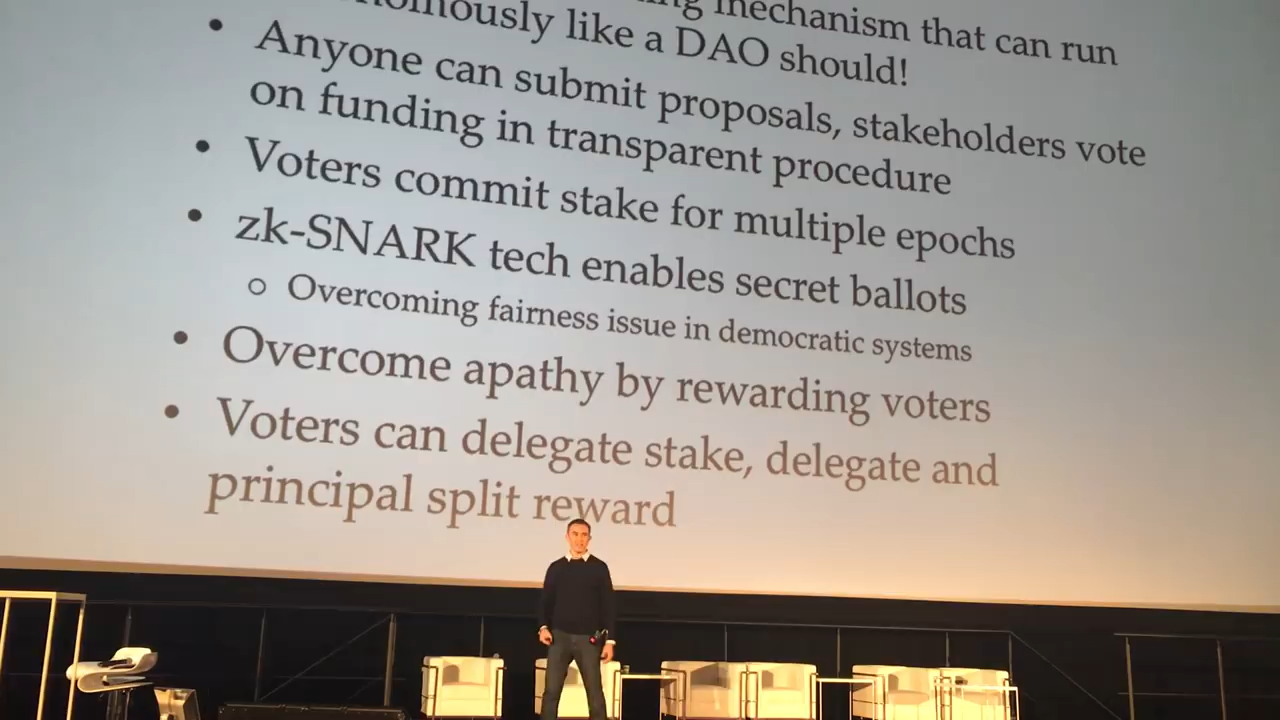 mechanism that can run
like a DAO should!
• Anyone can submit proposals, stakeholders vote
on funding in transparent procedure
• Voters commit stake for multiple epochs
• zk-SNARK tech enables secret ballots
○ Overcoming fairness issue in democratic systems
• Overcome apathy by rewarding voters
• Voters can delegate stake, delegate and
principal split reward